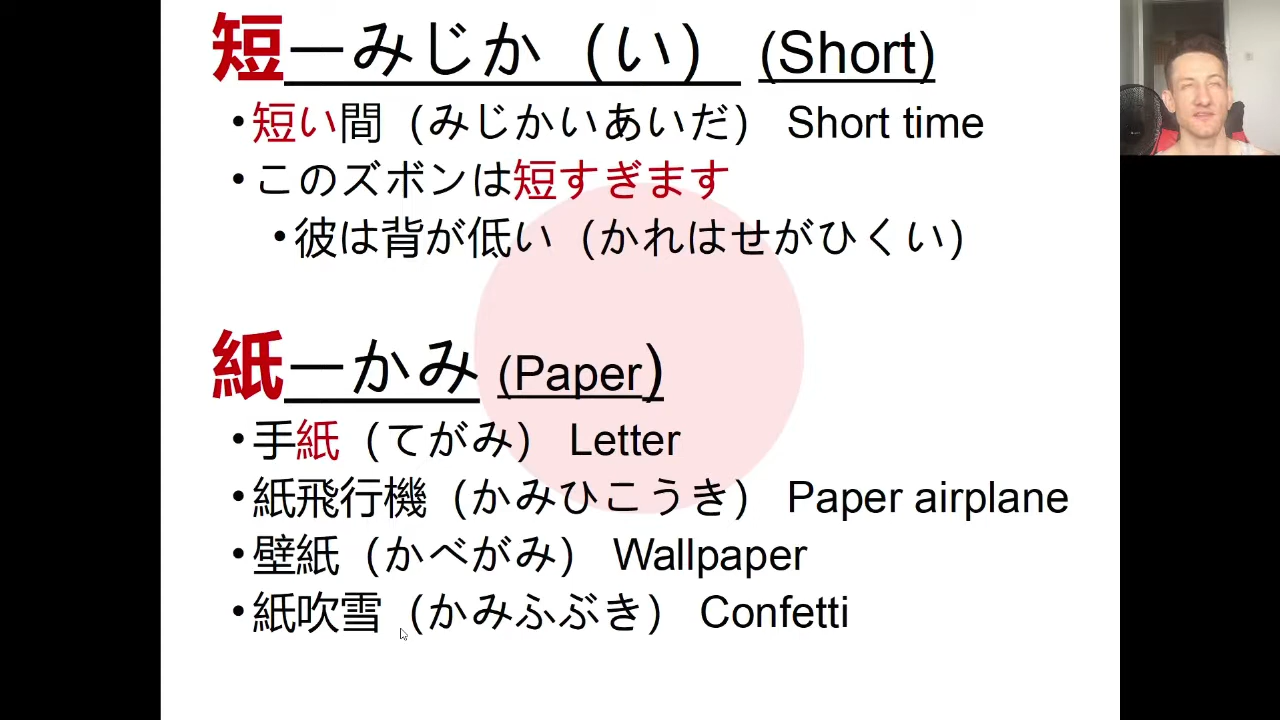 短―みじか（い） (Short)
•短い間（みじかいあいだ） Short time
•このズボンは短すぎます
•彼は背が低い（かれはせがひくい）
紙―かみ (Paper)
•手紙（てがみ） Letter
•紙飛行機（かみひこうき） Paper airplane
•壁紙（かべがみ） Wallpaper
•紙吹雪（かみふぶき） Confetti